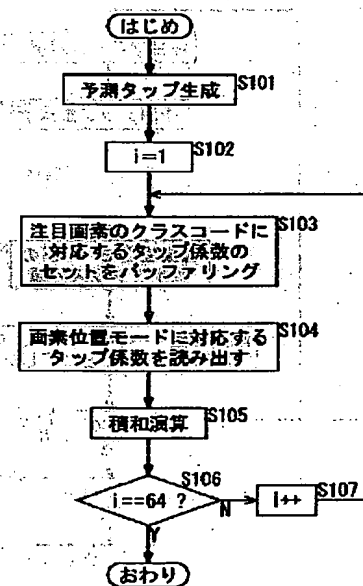 はじめ
予測タップ生成
S101
i=1
S102
注目画素のクラスコードに
対応するタップ係数の
セットをバッファリング
S103
画素位置モードに対応する
タップ係数を読み出す
S104
積和演算
S105
i==64 ?
S106
N
i++
S107
Y
おわり